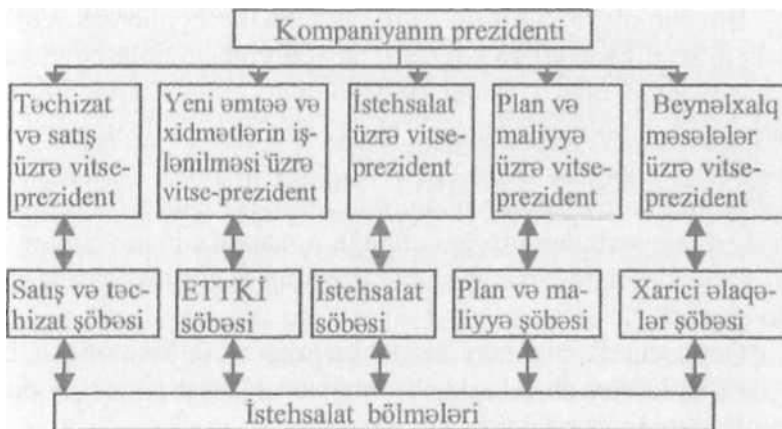 Kompaniyanın prezidenti
Təchizat
və satış
üzrə vitse-
prezident
Yeni əmtəə və
xidmətlərin iş-
lənilməsi üzrə
vitse-prezident
İstehsalat
üzrə vitse-
prezident
Plan və
maliyyə
üzrə vitse-
prezident
Beynəlxalq
məsələlər
üzrə vitse-
prezident
Satış və təc-
hizat şöbəsi
ETTKİ
söbəsi
İstehsalat
söbəsi
Plan və ma-
liyyə şöbəsi
Xarici əlaqə-
lər şöbəsi
İstehsalat bölmələri